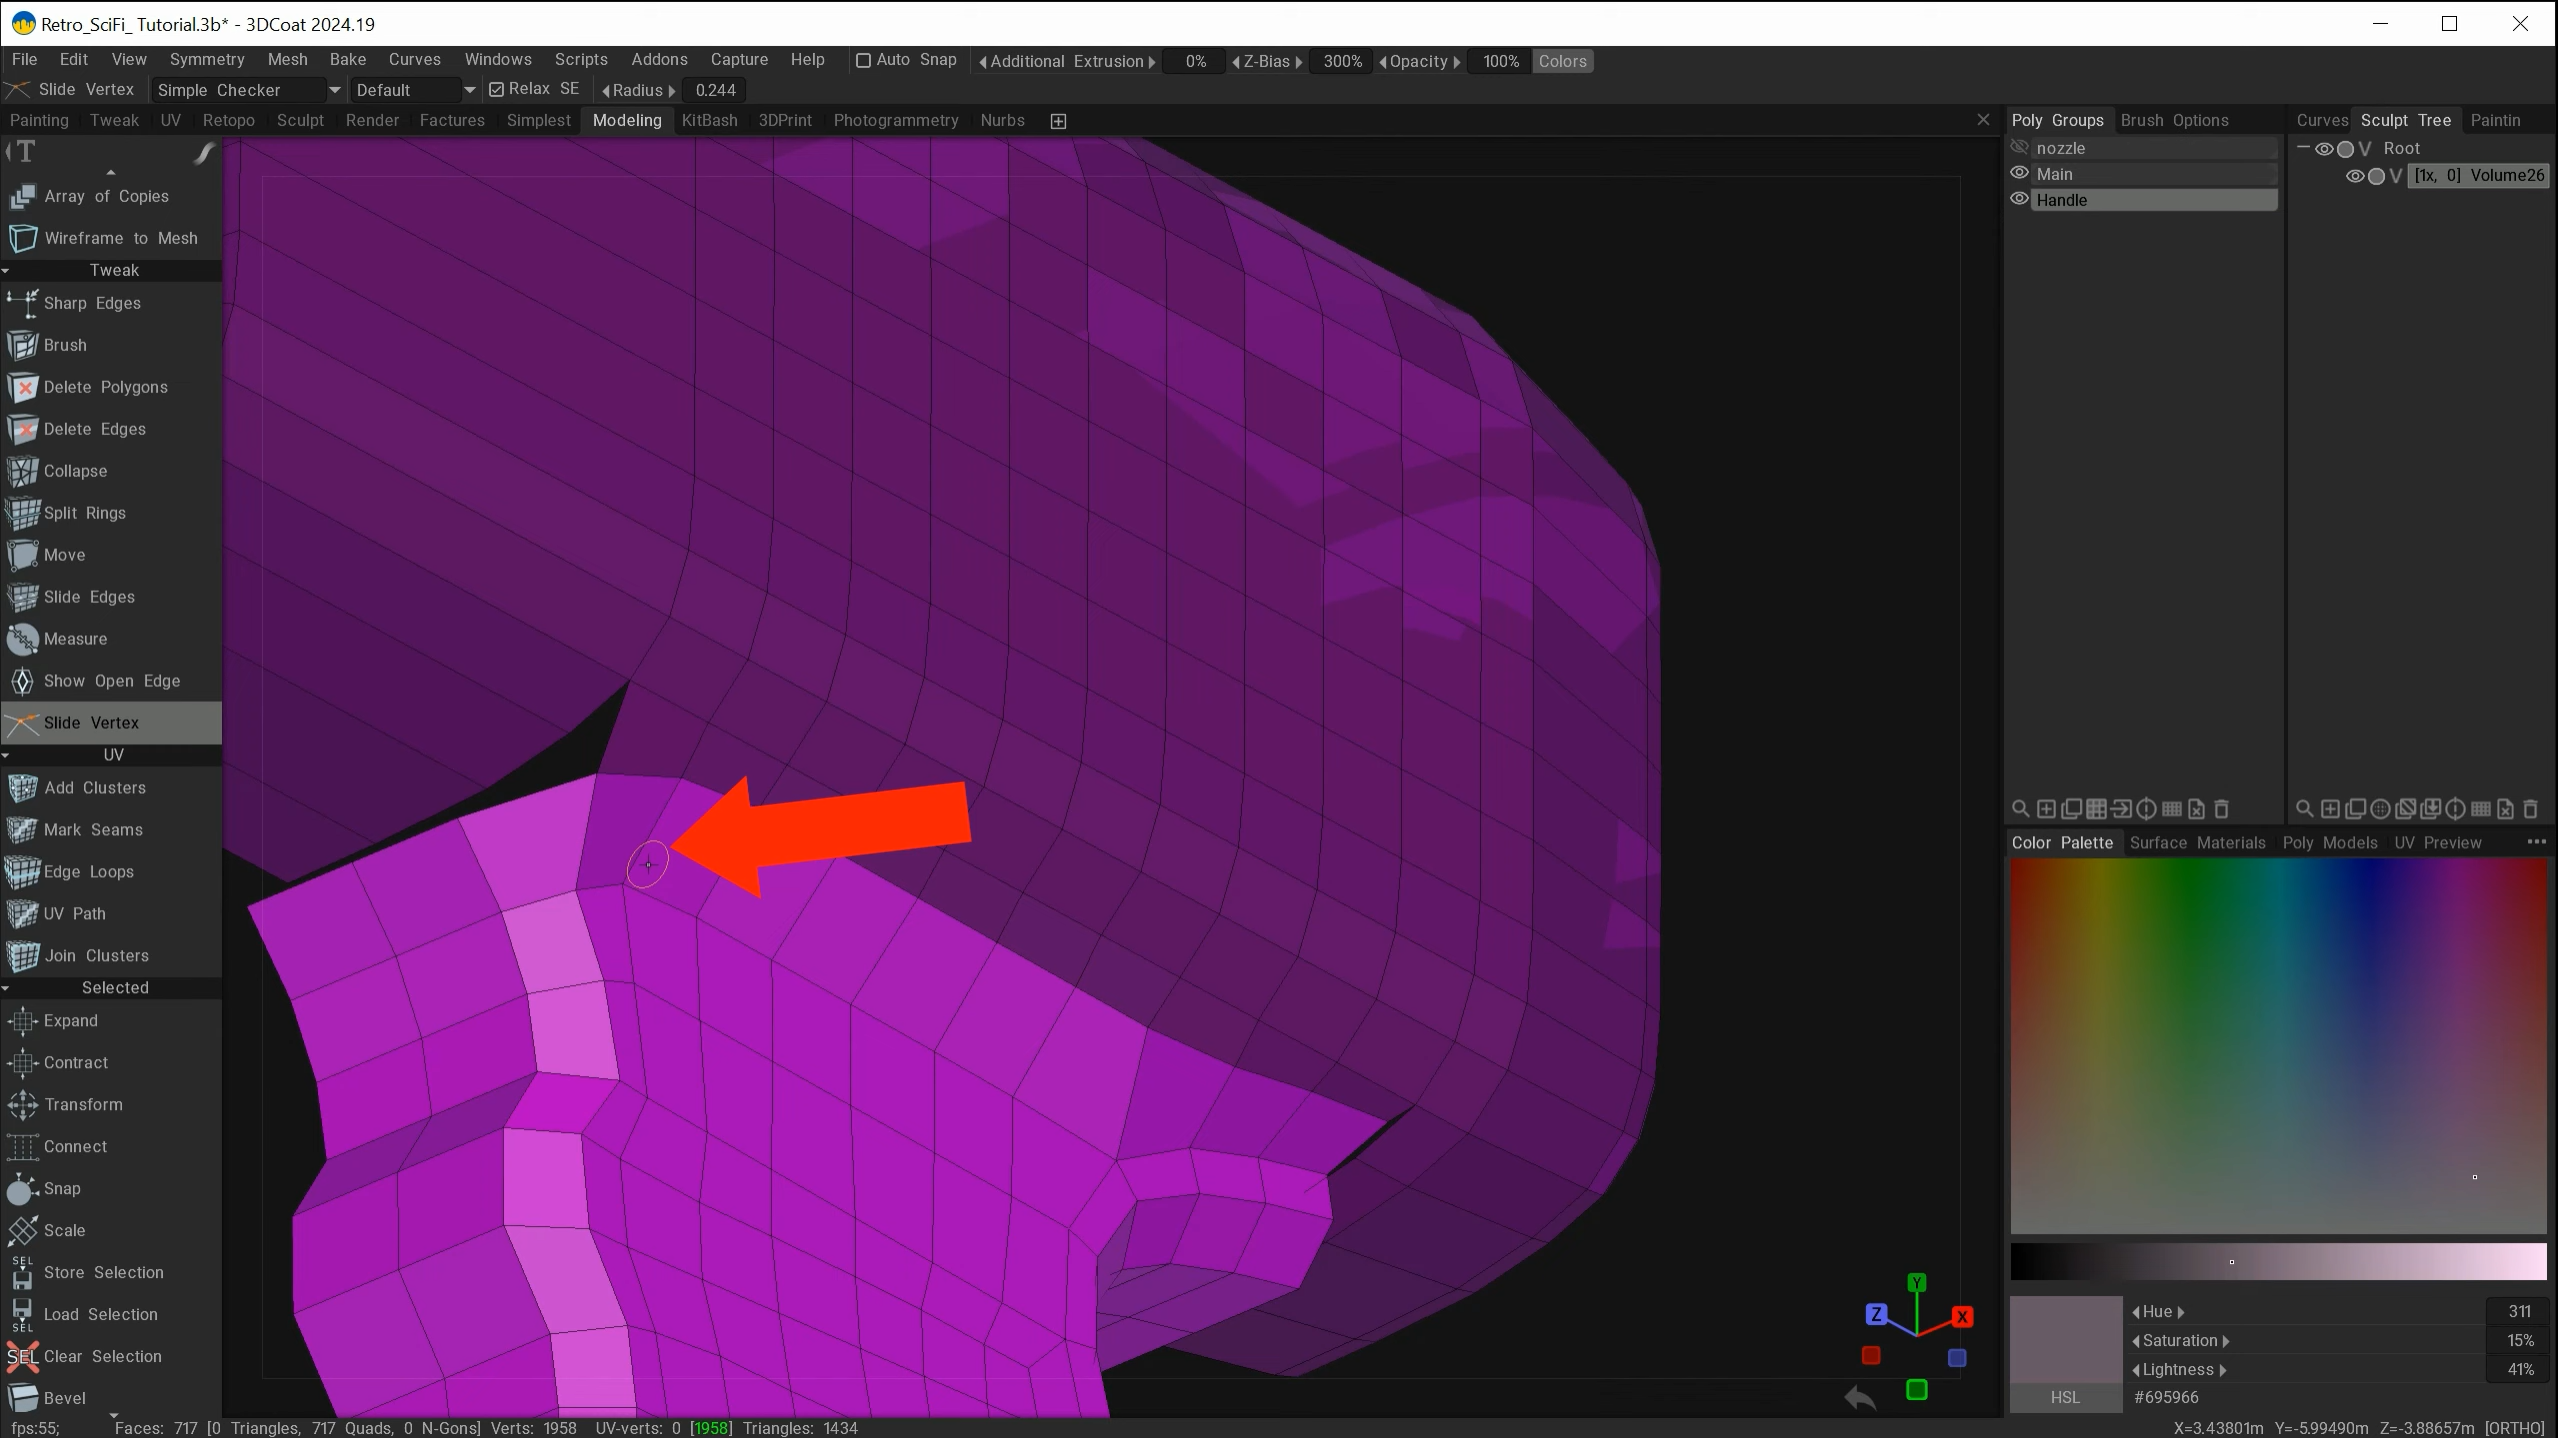 Retro_SciFi_ Tutorial.3b* - 3DCoat 2024.19
File Edit View Symmetry Mesh Bake Curves Windows Scripts Addons Capture Help Auto Snap Additional Extrusion 0% Z-Bias 300% Opacity 100% Colors
Slide Vertex Simple Checker Default Relax SE Radius 0.244
Painting Tweak UV Retopo Sculpt Render Factures Simplest Modeling KitBash 3DPrint Photogrammetry Nurbs
T
Array of Copies
Wireframe to Mesh
Tweak
Sharp Edges
Brush
Delete Polygons
Delete Edges
Collapse
Split Rings
Move
Slide Edges
Measure
Show Open Edge
Slide Vertex
UV
Add Clusters
Mark Seams
Edge Loops
UV Path
Join Clusters
Selected
Expand
Contract
Transform
Connect
Snap
Scale
SEL Store Selection
Load Selection SEL
SEL Clear Selection
Bevel
Poly Groups Brush Options
nozzle
Main
Handle
Curves Sculpt Tree Paintin
V Root
V [1x, 0] Volume26
Color Palette Surface Materials Poly Models UV Preview
Hue 311
Saturation 15%
Lightness 41%
HSL #695966
Y
Z X
fps:55; Faces: 717 [0 Triangles, 717 Quads, 0 N-Gons] Verts: 1958 UV-verts: 0 [1958] Triangles: 1434 X=3.43801m Y=-5.99490m Z=-3.88657m [ORTHO]